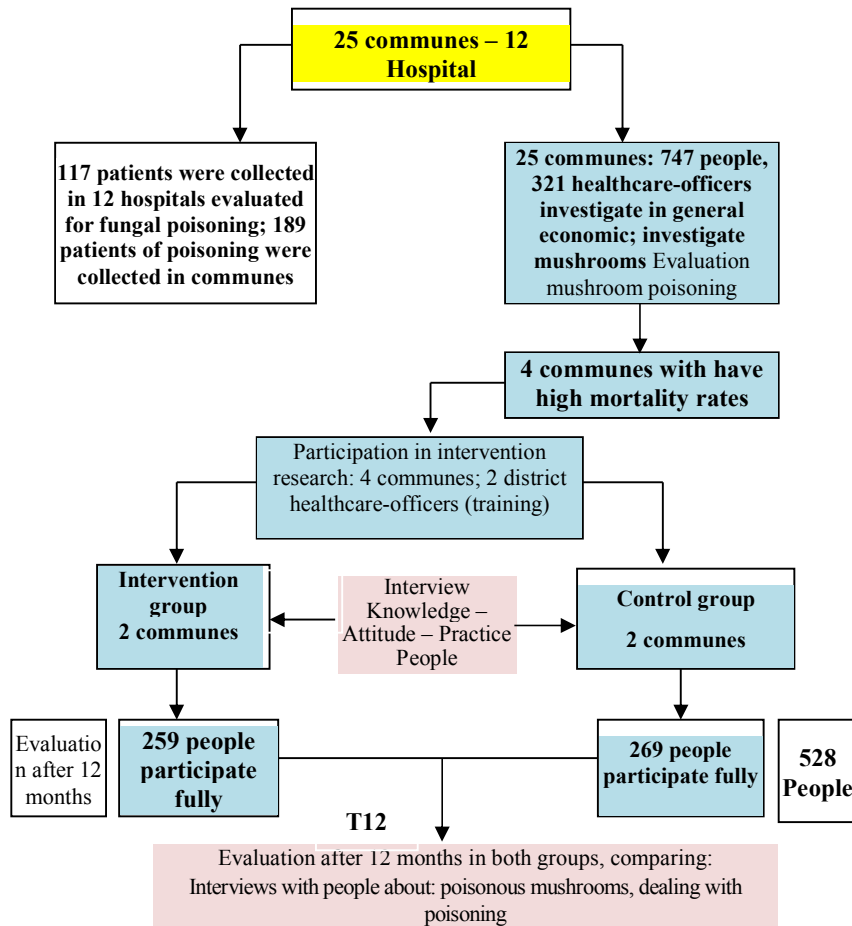 25 communes – 12
Hospital
117 patients were collected
in 12 hospitals evaluated
for fungal poisoning; 189
patients of poisoning were
collected in communes
25 communes: 747 people,
321 healthcare-officers
investigate in general
economic; investigate
mushrooms Evaluation
mushroom poisoning
4 communes with have
high mortality rates
Participation in intervention
research: 4 communes; 2 district
healthcare-officers (training)
Intervention
group
2 communes
Interview
Knowledge –
Attitude – Practice
People
Control group
2 communes
Evaluatio
n after 12
months
259 people
participate
fully
269 people
participate fully
528
People
T12
Evaluation after 12 months in both groups, comparing:
Interviews with people about: poisonous mushrooms, dealing with
poisoning